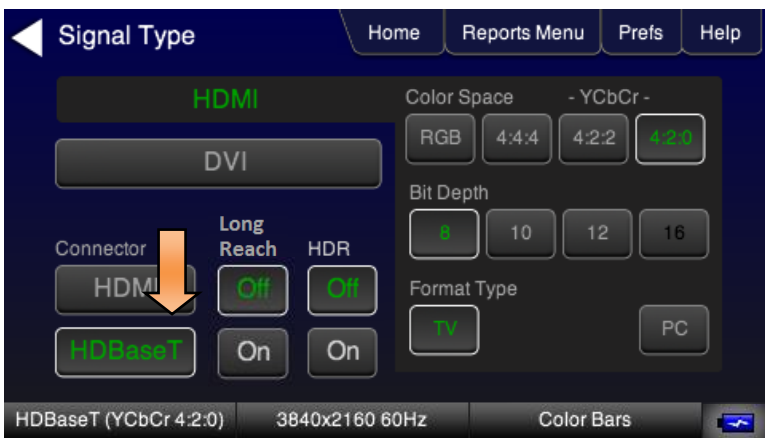 Signal Type
Home
Reports Menu
Prefs
Help
HDMI
DVI
Color Space - YCbCr -
RGB
4:4:4
4:2:2
4:2:0
Bit Depth
8
10
12
16
Format Type
TV
PC
Connector
Long
Reach
HDR
HDMI
Off
Off
HDBaseT
On
On
HDBaseT (YCbCr 4:2:0)
3840x2160 60Hz
Color Bars